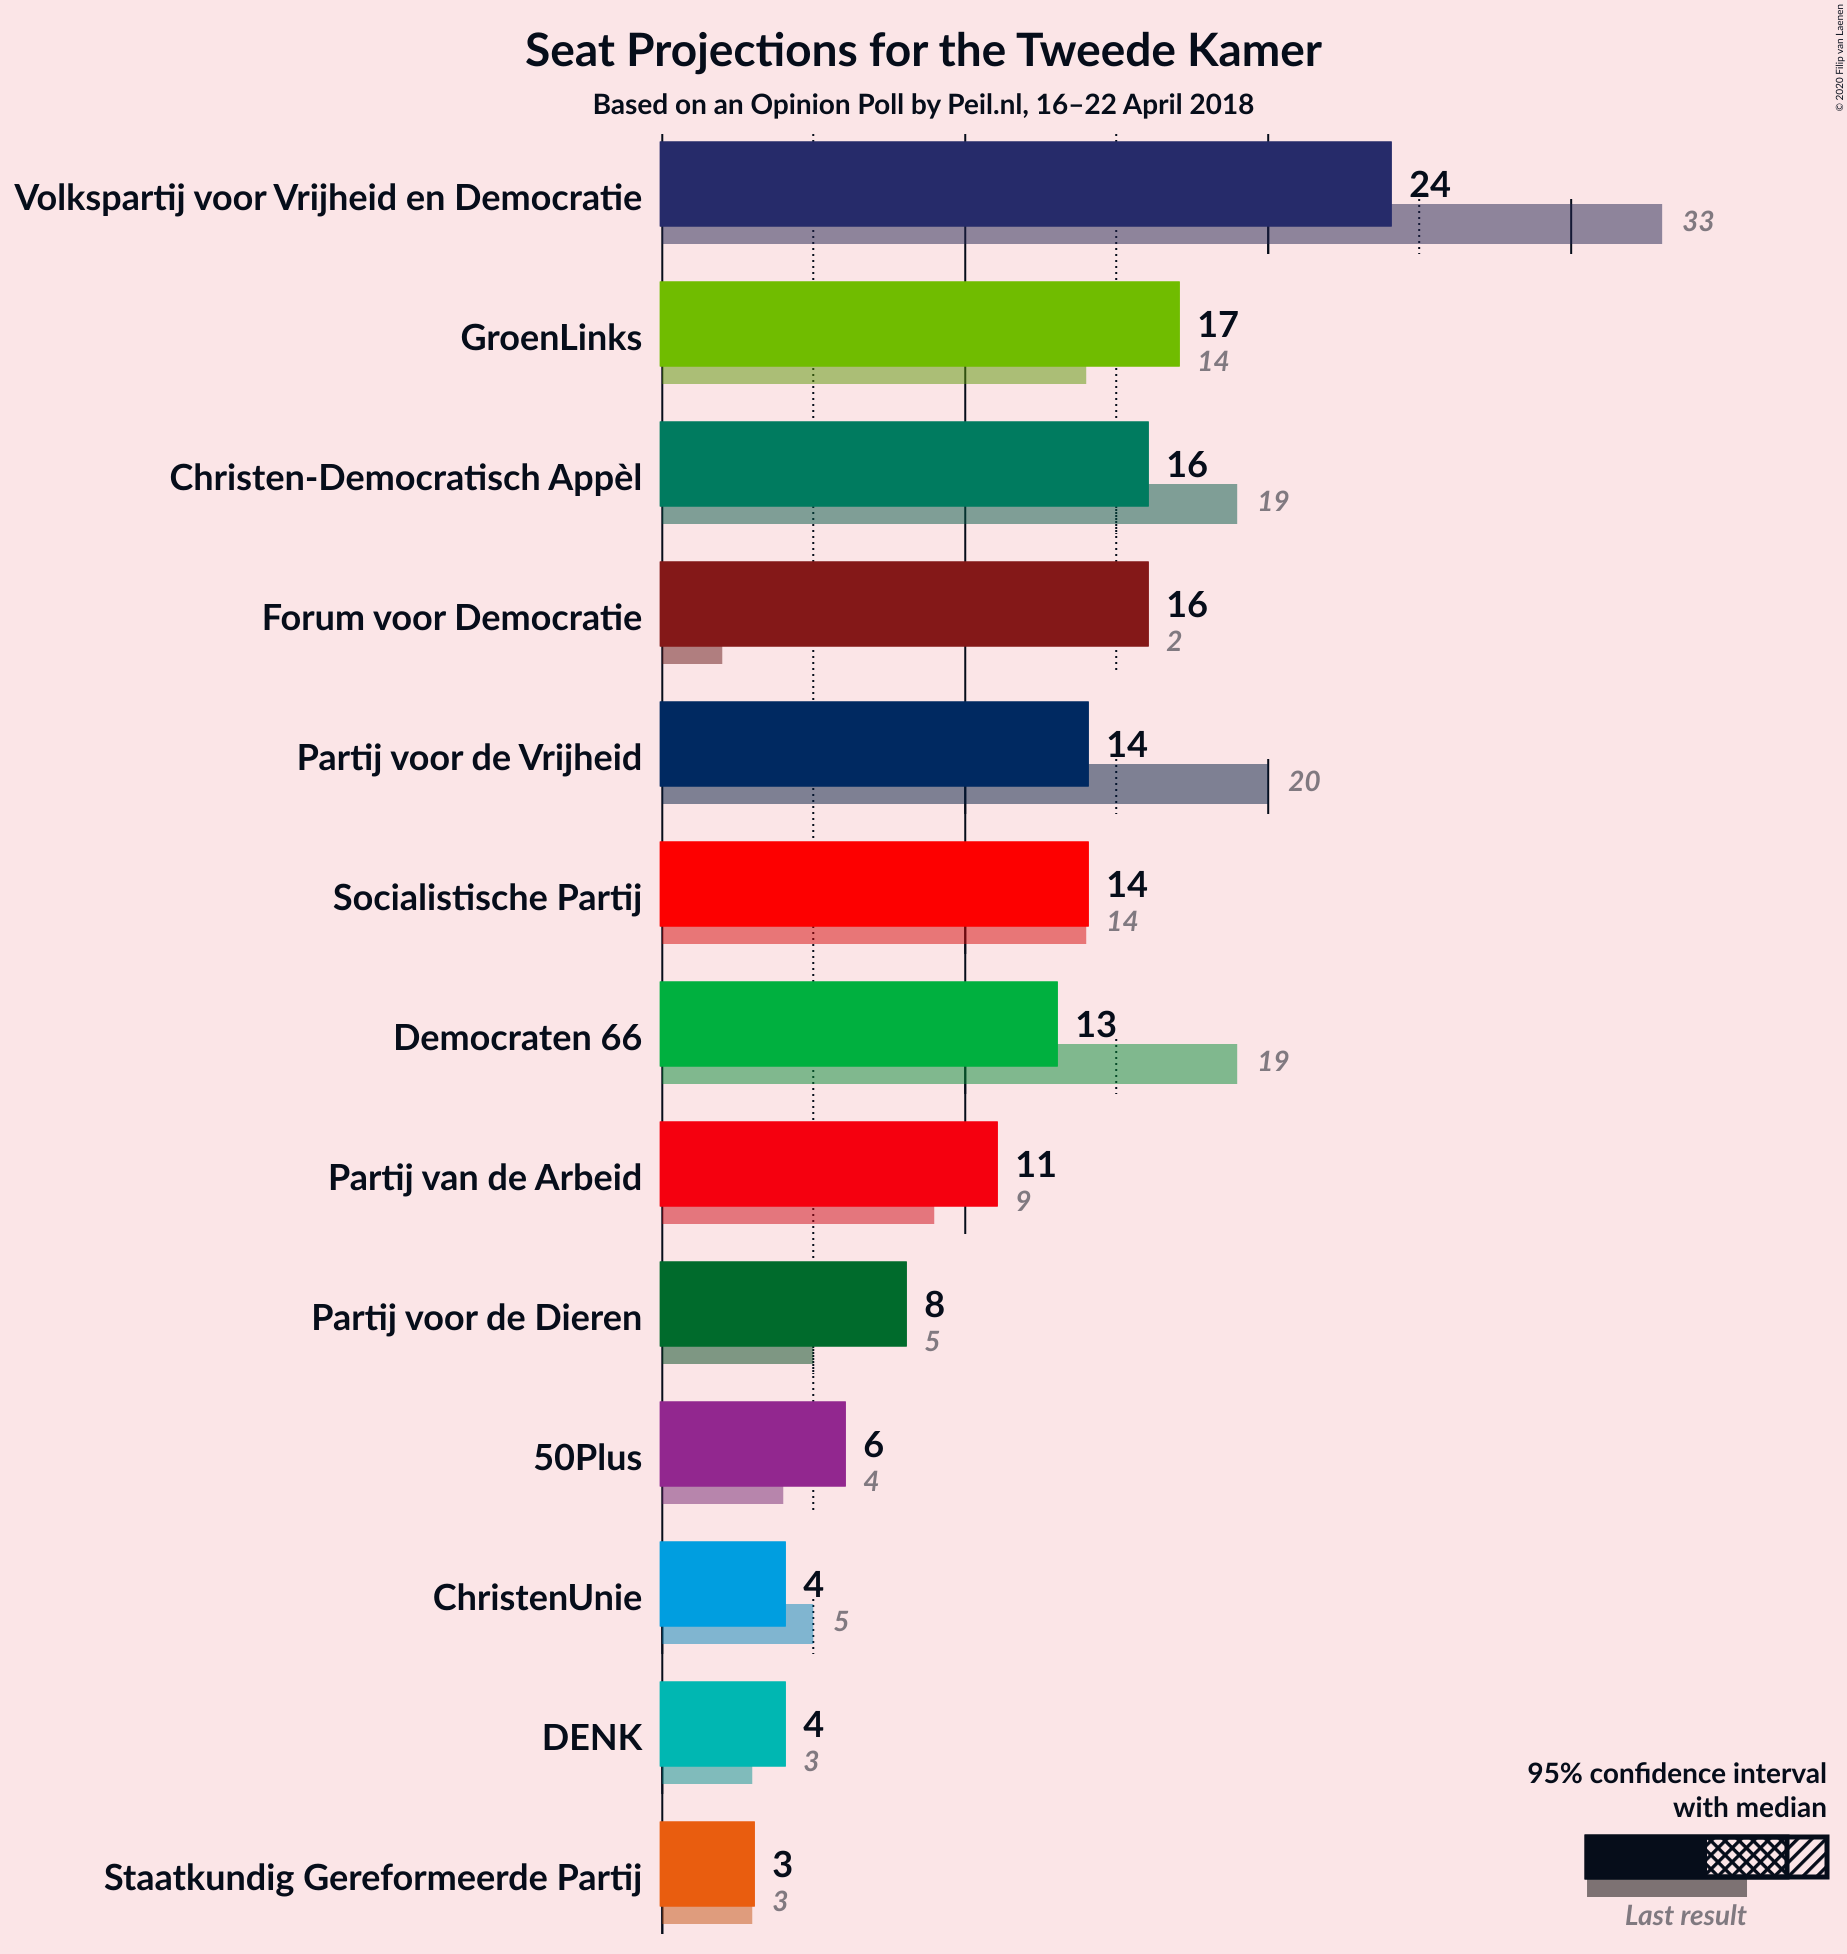 Seat Projections for the Tweede Kamer
Based on an Opinion Poll by Peil.nl, 16–22 April 2018
© 2020 Filip van Laenen
Volkspartij voor Vrijheid en Democratie
24
33
GroenLinks
17
14
Christen-Democratisch Appèl
16
19
Forum voor Democratie
16
2
Partij voor de Vrijheid
14
20
Socialistische Partij
14
14
Democraten 66
13
19
Partij van de Arbeid
11
9
Partij voor de Dieren
8
5
50Plus
6
4
ChristenUnie
4
5
DENK
4
3
Staatkundig Gereformeerde Partij
3
3
95% confidence interval
with median
Last result